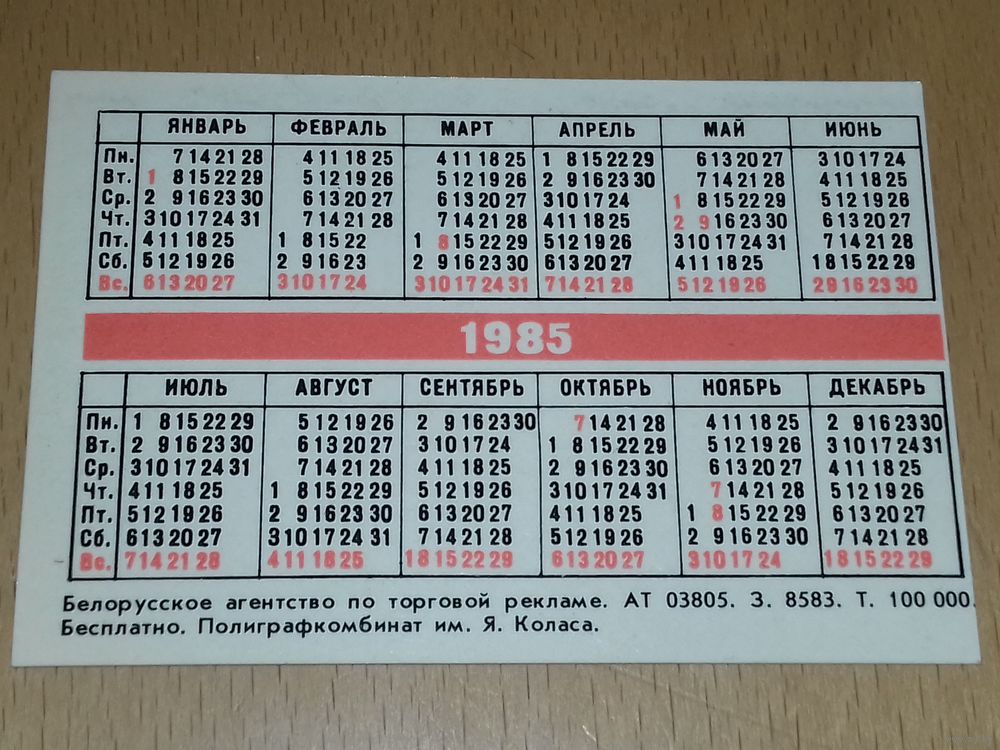 ЯНВАРЬ ФЕВРАЛЬ МАРТ АПРЕЛЬ МАЙ ИЮНЬ
Пн. 7 14 21 28 4 11 18 25 4 11 18 25 1 8 15 22 29 6 13 20 27 3 10 17 24
Вт. 1 8 15 22 29 5 12 19 26 5 12 19 26 2 9 16 23 30 7 14 21 28 4 11 18 25
Ср. 2 9 16 23 30 6 13 20 27 6 13 20 27 3 10 17 24 1 8 15 22 29 5 12 19 26
Чт. 3 10 17 24 31 7 14 21 28 7 14 21 28 4 11 18 25 2 9 16 23 30 6 13 20 27
Пт. 4 11 18 25 1 8 15 22 1 8 15 22 29 5 12 19 26 3 10 17 24 31 7 14 21 28
Сб. 5 12 19 26 2 9 16 23 2 9 16 23 30 6 13 20 27 4 11 18 25 1 8 15 22 29
Вс. 6 13 20 27 3 10 17 24 3 10 17 24 31 7 14 21 28 5 12 19 26 2 9 16 23 30
1985
ИЮЛЬ АВГУСТ СЕНТЯБРЬ ОКТЯБРЬ НОЯБРЬ ДЕКАБРЬ
Пн. 1 8 15 22 29 5 12 19 26 2 9 16 23 30 7 14 21 28 4 11 18 25 2 9 16 23 30
Вт. 2 9 16 23 30 6 13 20 27 3 10 17 24 1 8 15 22 29 5 12 19 26 3 10 17 24 31
Ср. 3 10 17 24 31 7 14 21 28 4 11 18 25 2 9 16 23 30 6 13 20 27 4 11 18 25
Чт. 4 11 18 25 1 8 15 22 29 5 12 19 26 3 10 17 24 31 7 14 21 28 5 12 19 26
Пт. 5 12 19 26 2 9 16 23 30 6 13 20 27 4 11 18 25 1 8 15 22 29 6 13 20 27
Сб. 6 13 20 27 3 10 17 24 31 7 14 21 28 5 12 19 26 2 9 16 23 30 7 14 21 28
Вс. 7 14 21 28 4 11 18 25 1 8 15 22 29 6 13 20 27 3 10 17 24 1 8 15 22 29
Белорусское агентство по торговой рекламе. АТ 03805. З. 8583. Т. 100 000.
Бесплатно. Полиграфкомбинат им. Я. Коласа.